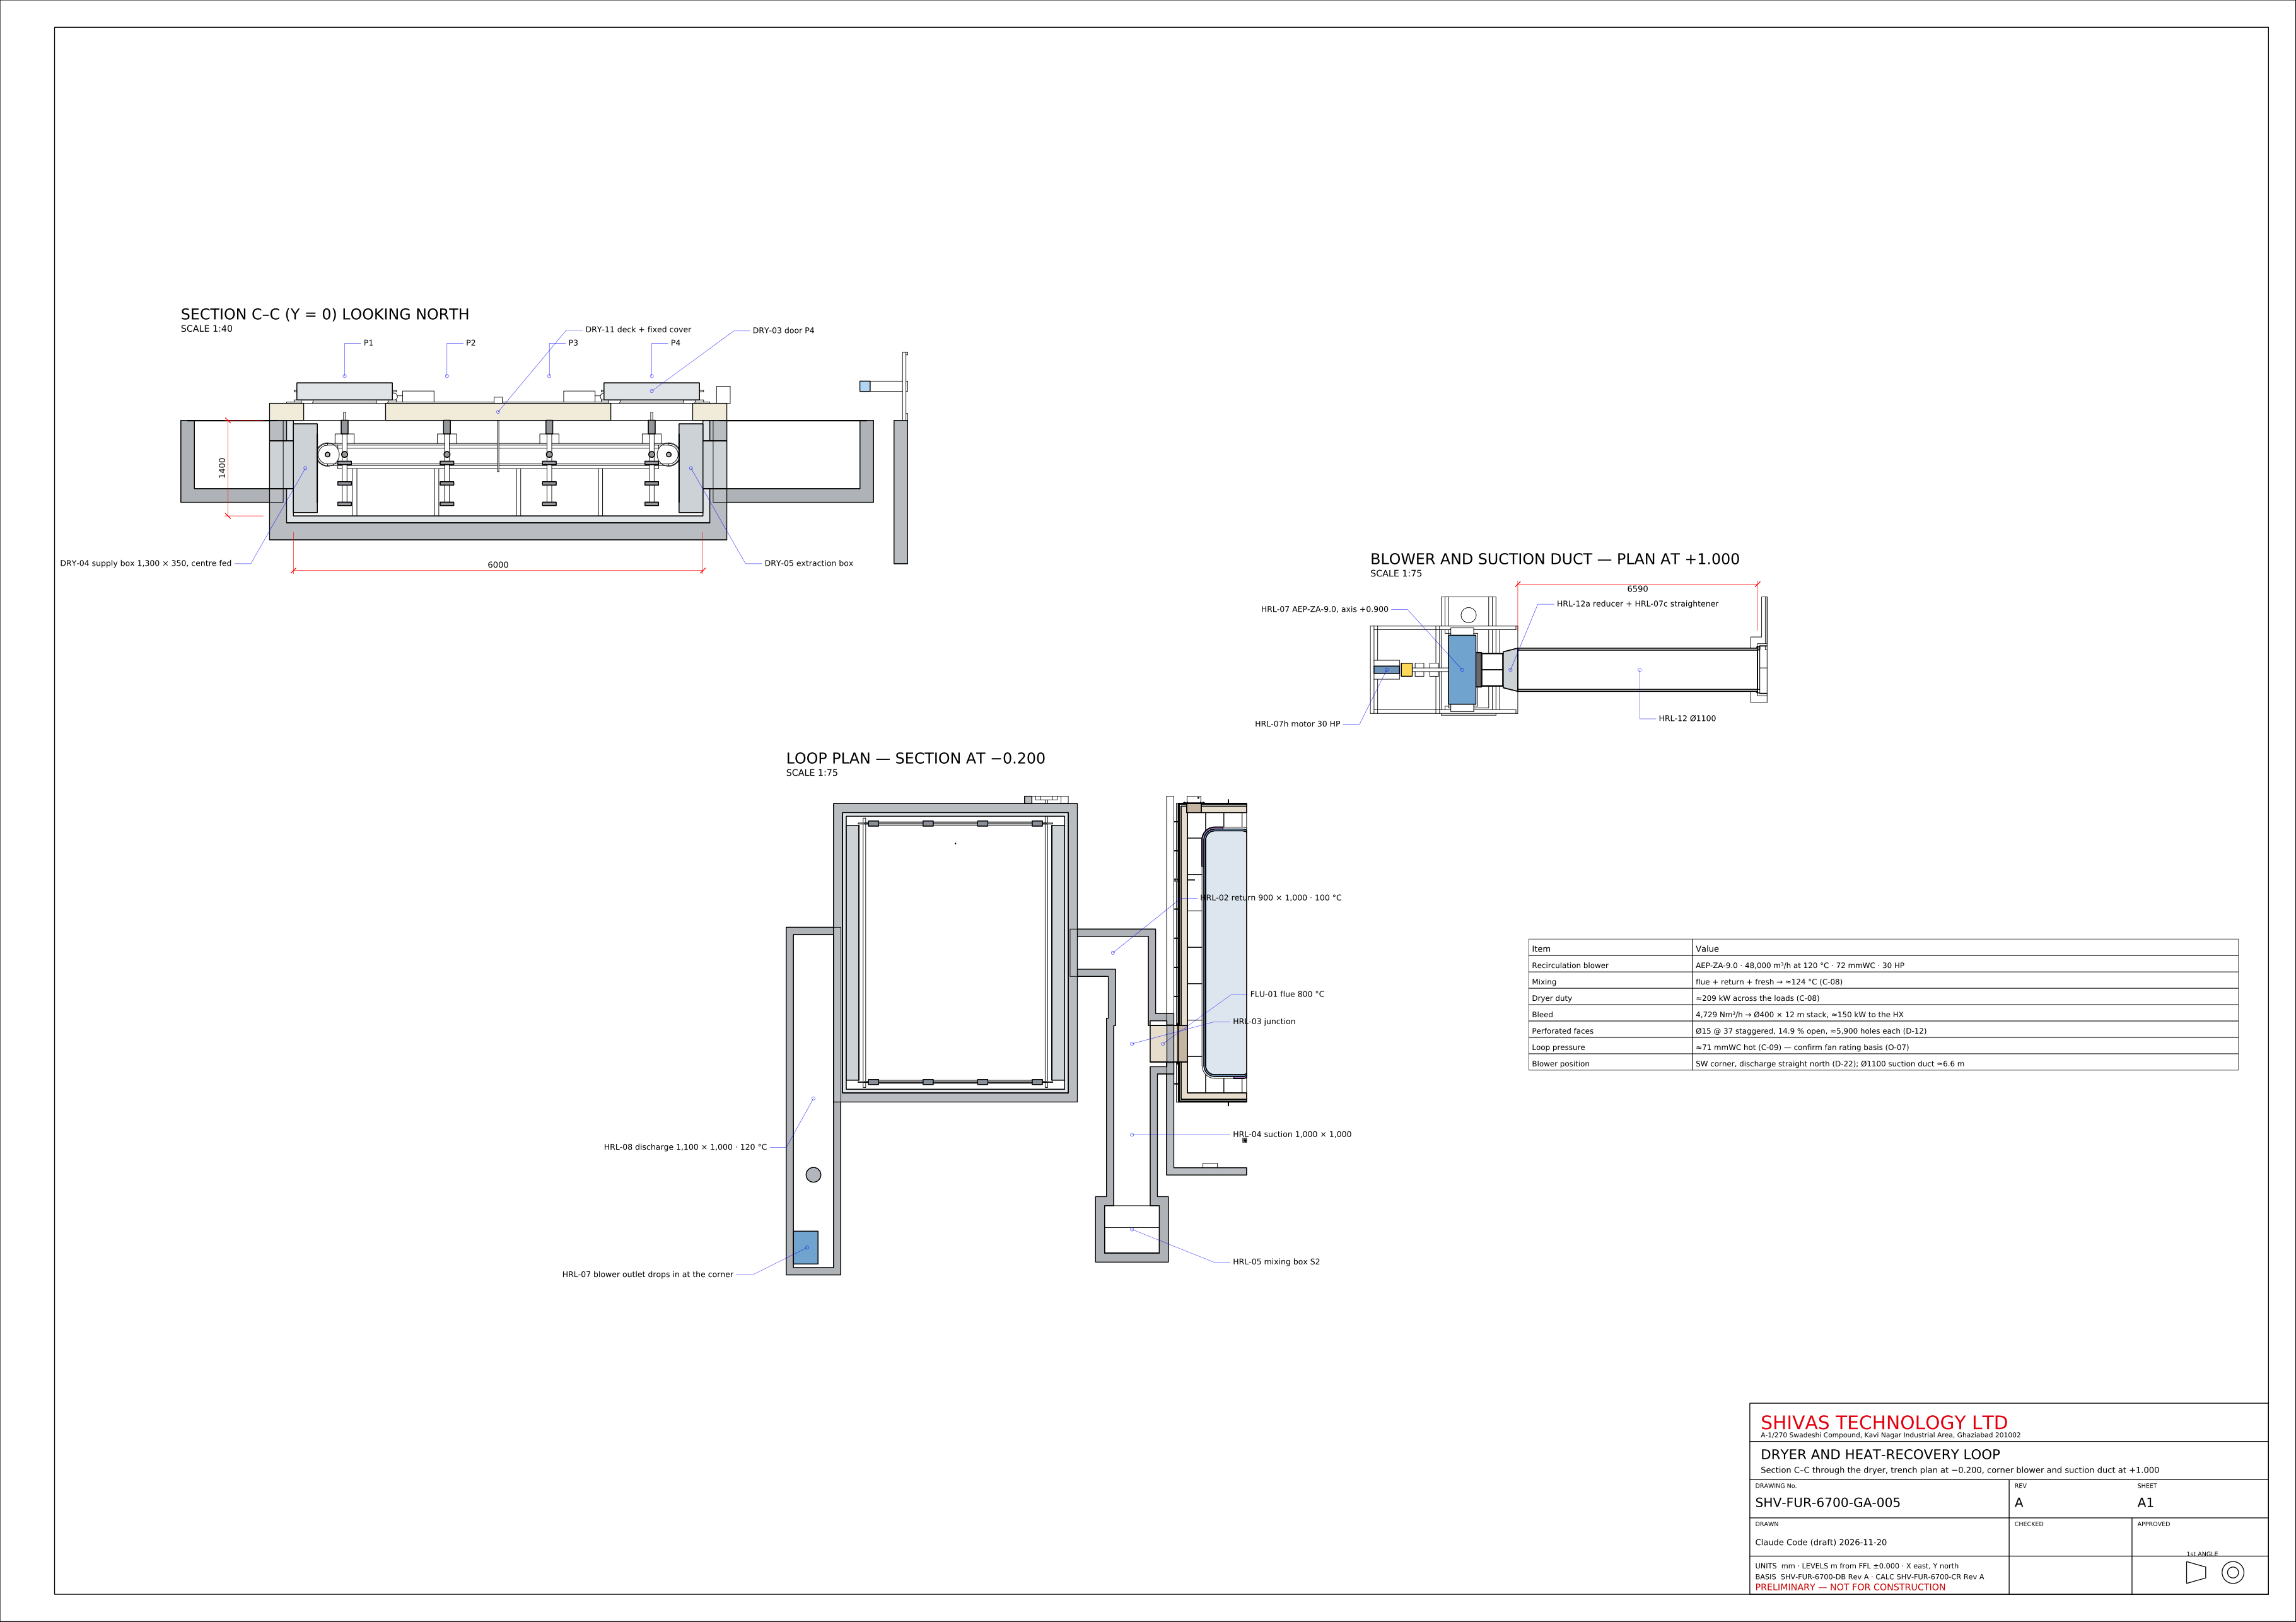 SECTION C–C (Y = 0) LOOKING NORTH
SCALE 1:40
DRY-11 deck + fixed cover
DRY-03 door P4
P1
P2
P3
P4
1400
DRY-04 supply box 1,300 × 350, centre fed
6000
DRY-05 extraction box
BLOWER AND SUCTION DUCT — PLAN AT +1.000
SCALE 1:75
6590
HRL-07 AEP-ZA-9.0, axis +0.900
HRL-12a reducer + HRL-07c straightener
HRL-07h motor 30 HP
HRL-12 Ø1100
LOOP PLAN — SECTION AT −0.200
SCALE 1:75
HRL-02 return 900 × 1,000 · 100 °C
FLU-01 flue 800 °C
HRL-03 junction
HRL-04 suction 1,000 × 1,000
HRL-08 discharge 1,100 × 1,000 · 120 °C
HRL-05 mixing box S2
HRL-07 blower outlet drops in at the corner
Item Value
Recirculation blower AEP-ZA-9.0 · 48,000 m³/h at 120 °C · 72 mmWC · 30 HP
Mixing flue + return + fresh → ≈124 °C (C-08)
Dryer duty ≈209 kW across the loads (C-08)
Bleed 4,729 Nm³/h → Ø400 × 12 m stack, ≈150 kW to the HX
Perforated faces Ø15 @ 37 staggered, 14.9 % open, ≈5,900 holes each (D-12)
Loop pressure ≈71 mmWC hot (C-09) — confirm fan rating basis (O-07)
Blower position SW corner, discharge straight north (D-22); Ø1100 suction duct ≈6.6 m
SHIVAS TECHNOLOGY LTD
A-1/270 Swadeshi Compound, Kavi Nagar Industrial Area, Ghaziabad 201002
DRYER AND HEAT-RECOVERY LOOP
Section C–C through the dryer, trench plan at −0.200, corner blower and suction duct at +1.000
DRAWING No. REV SHEET
SHV-FUR-6700-GA-005 A A1
DRAWN CHECKED APPROVED
Claude Code (draft) 2026-11-20
1st ANGLE
UNITS mm · LEVELS m from FFL ±0.000 · X east, Y north
BASIS SHV-FUR-6700-DB Rev A · CALC SHV-FUR-6700-CR Rev A
PRELIMINARY — NOT FOR CONSTRUCTION